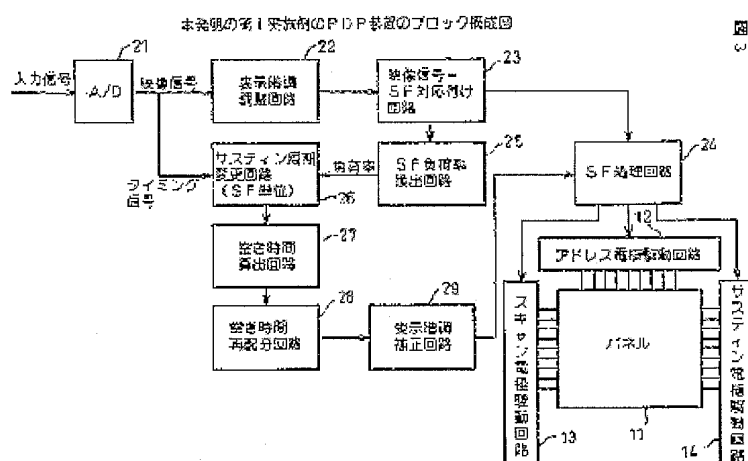 本発明の第1実施例のPDP装置のブロック構成図
図3
入力信号
A/D
21
映像信号
タイミング
信号
表示階調
調整回路
22
映像信号-
SF対応付け
回路
23
SF処理回路
24
SF負荷率
検出回路
25
負荷率
サスティン周期
変更回路
(SF単位)
26
空き時間
算出回路
27
空き時間
再配分回路
28
表示階調
補正回路
29
12
アドレス電極駆動回路
スキャン電極駆動回路
13
パネル
11
サスティン電極駆動回路
14